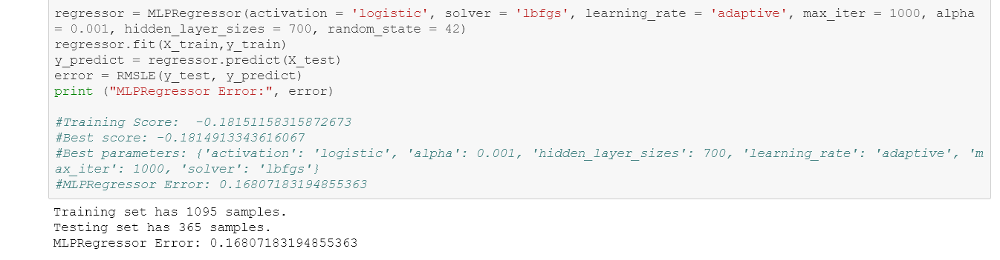 regressor = MLPRegressor(activation = 'logistic', solver = 'lbfgs', learning_rate = 'adaptive', max_iter = 1000, alpha
= 0.001, hidden_layer_sizes = 700, random_state = 42)
regressor.fit(X_train,y_train)
y_predict = regressor.predict(X_test)
error = RMSLE(y_test, y_predict)
print ("MLPRegressor Error:", error)
#Training Score:  -0.18151158315872673
#Best score: -0.1814913343616067
#Best parameters: {'activation': 'logistic', 'alpha': 0.001, 'hidden_layer_sizes': 700, 'learning_rate': 'adaptive', 'm
ax_iter': 1000, 'solver': 'lbfgs'}
#MLPRegressor Error: 0.16807183194855363
Training set has 1095 samples.
Testing set has 365 samples.
MLPRegressor Error: 0.16807183194855363